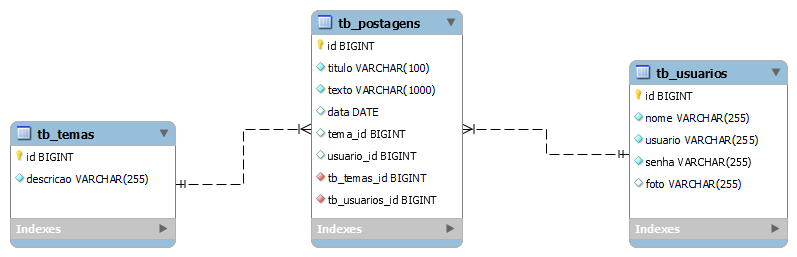 tb_temas
id BIGINT
descricao VARCHAR(255)
Indexes
tb_postagens
id BIGINT
titulo VARCHAR(100)
texto VARCHAR(1000)
data DATE
tema_id BIGINT
usuario_id BIGINT
tb_temas_id BIGINT
tb_usuarios_id BIGINT
Indexes
tb_usuarios
id BIGINT
nome VARCHAR(255)
usuario VARCHAR(255)
senha VARCHAR(255)
foto VARCHAR(255)
Indexes